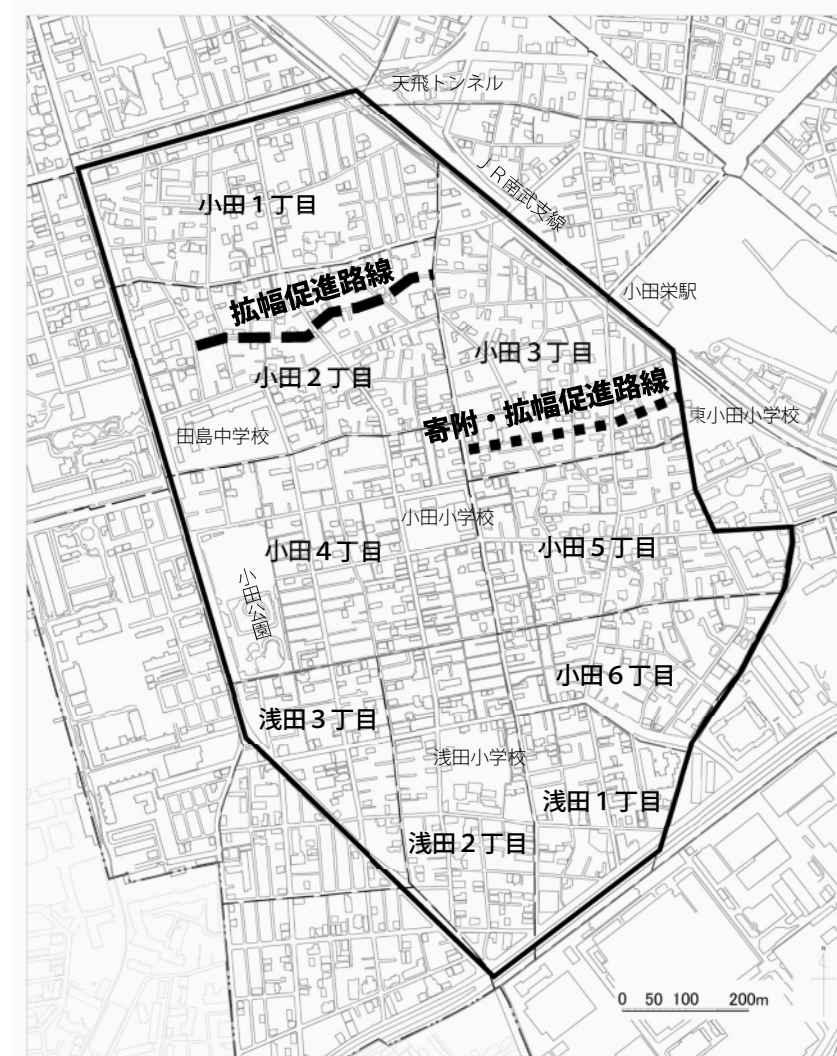 天飛トンネル
JR南武支線
小田1丁目
拡幅促進路線
小田栄駅
小田3丁目
小田2丁目
寄附・拡幅促進路線
東小田小学校
田島中学校
小田小学校
小田4丁目
小田5丁目
小田公園
小田6丁目
浅田3丁目
浅田小学校
浅田1丁目
浅田2丁目
0 50 100 200m